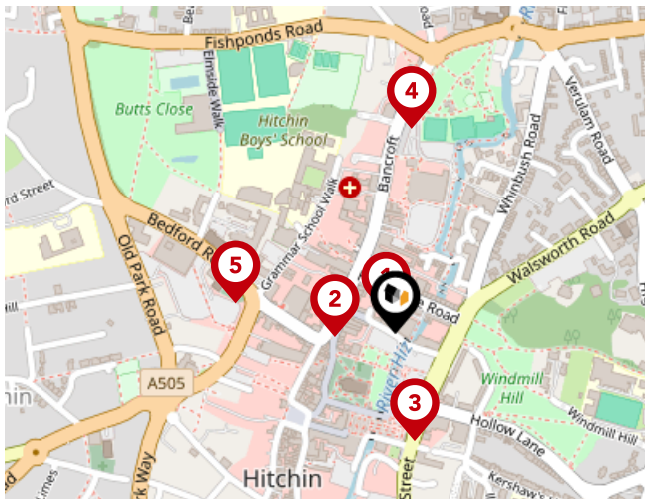 Fishponds Road
Elmside Walk
Butts Close
Hitchin
Boys' School
4
Bancroft
Verulam Road
Whinbush Road
Walsworth Road
Grammar School Walk
Bedford R
5
Old Park Road
2
Road
River Hiz
A505
3
Windmill
Hill
Windmill Hill
Hollow Lane
Hitchin
Street
Kershaw's